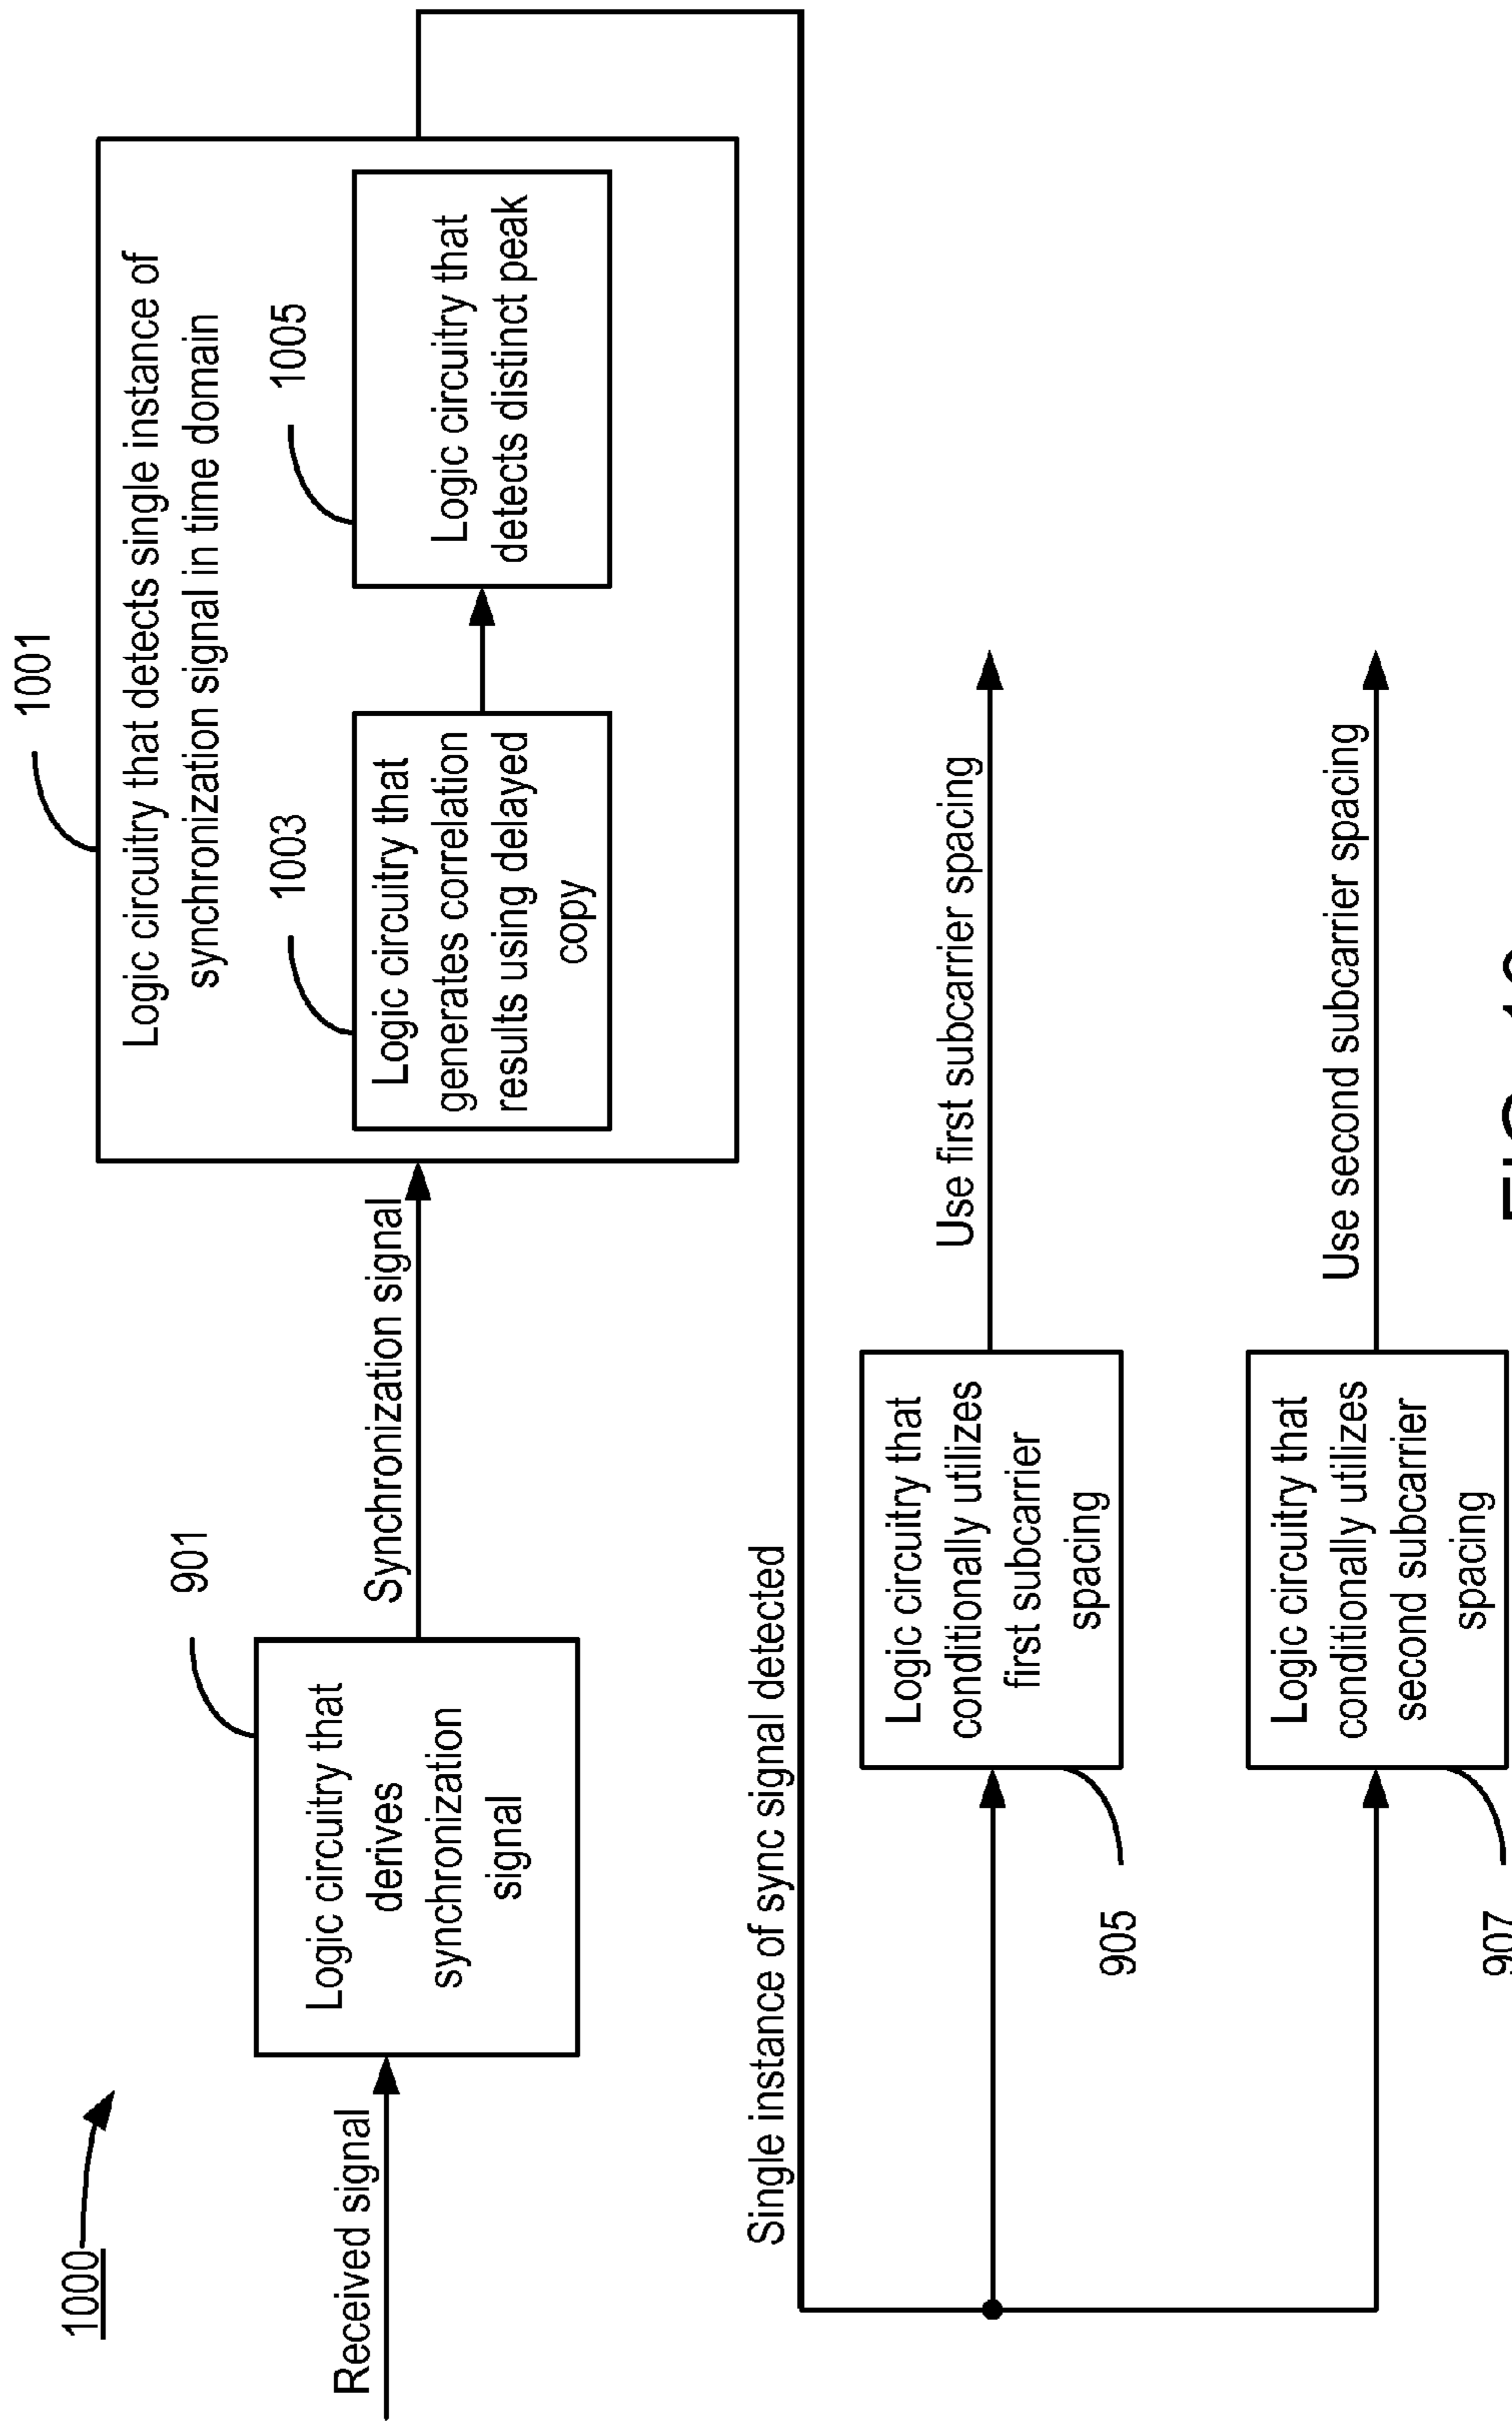 1000
Received signal
901
Logic circuitry that
derives
synchronization
signal
Synchronization signal
1001
Logic circuitry that detects single instance of
synchronization signal in time domain
1003
Logic circuitry that
generates correlation
results using delayed
copy
1005
Logic circuitry that
detects distinct peak
Single instance of sync signal detected
Logic circuitry that
conditionally utilizes
first subcarrier
spacing
905
Use first subcarrier spacing
Logic circuitry that
conditionally utilizes
second subcarrier
spacing
907
Use second subcarrier spacing